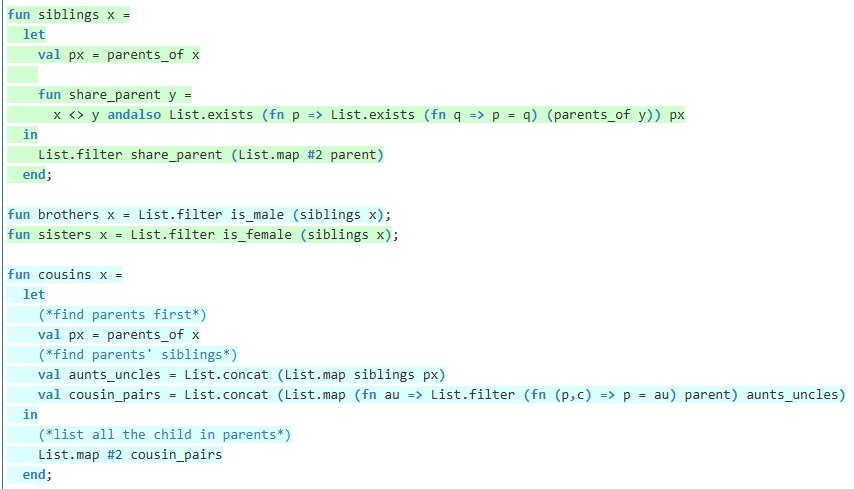 fun siblings x =
  let
    val px = parents_of x

    fun share_parent y =
      x <> y andalso List.exists (fn p => List.exists (fn q => p = q) (parents_of y)) px
  in
    List.filter share_parent (List.map #2 parent)
  end;

fun brothers x = List.filter is_male (siblings x);
fun sisters x = List.filter is_female (siblings x);

fun cousins x =
  let
    (*find parents first*)
    val px = parents_of x
    (*find parents' siblings*)
    val aunts_uncles = List.concat (List.map siblings px)
    val cousin_pairs = List.concat (List.map (fn au => List.filter (fn (p,c) => p = au) parent) aunts_uncles)
  in
    (*list all the child in parents*)
    List.map #2 cousin_pairs
  end;